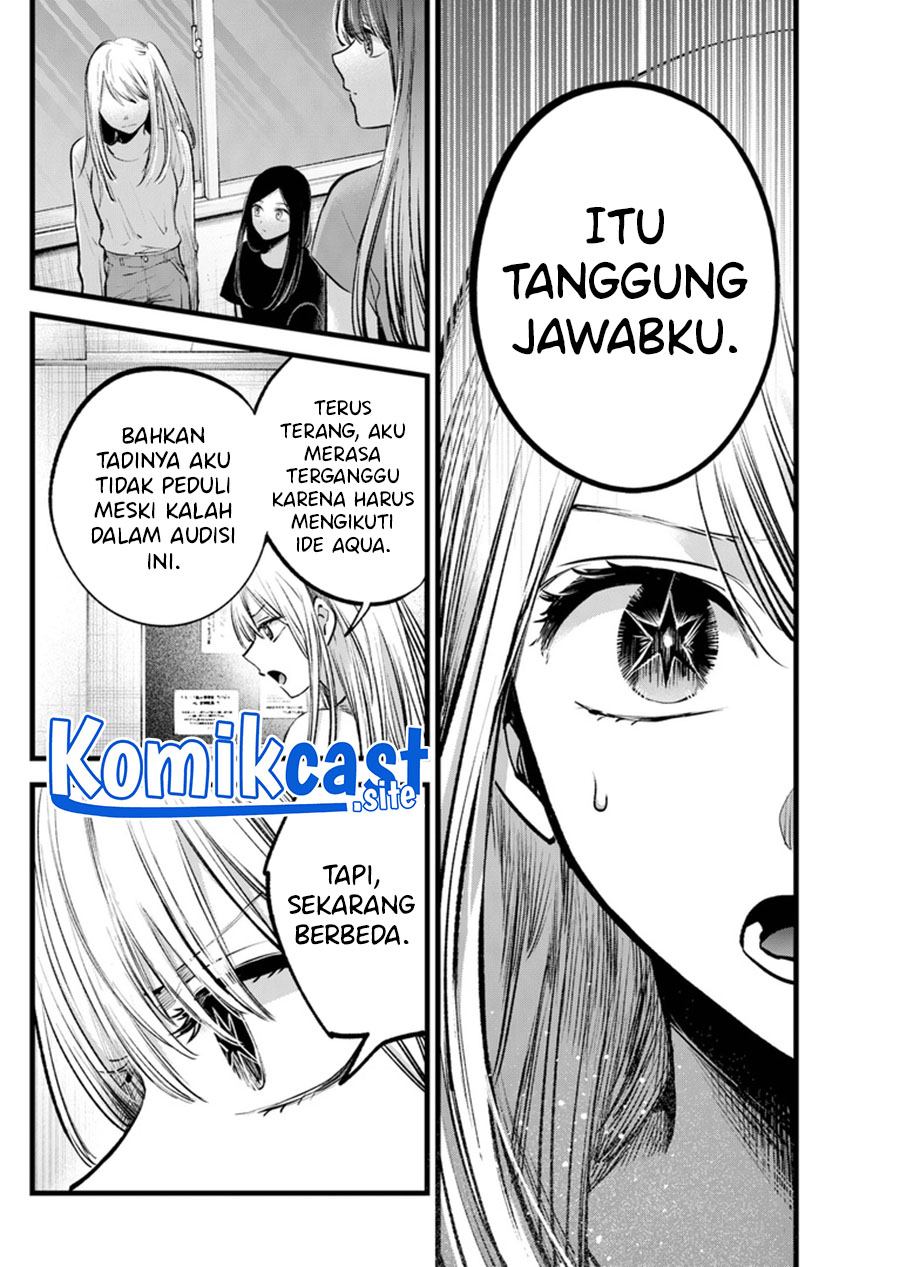 ITU
TANGGUNG
JAWABKU.
TERUS
TERANG, AKU
MERASA
TERGANGGU
KARENA HARUS
MENGIKUTI
IDE AQUA.
BAHKAN
TADINYA AKU
TIDAK PEDULI
MESKI KALAH
DALAM AUDISI
INI.
Komikcast
.site
TAPI,
SEKARANG
BERBEDA.